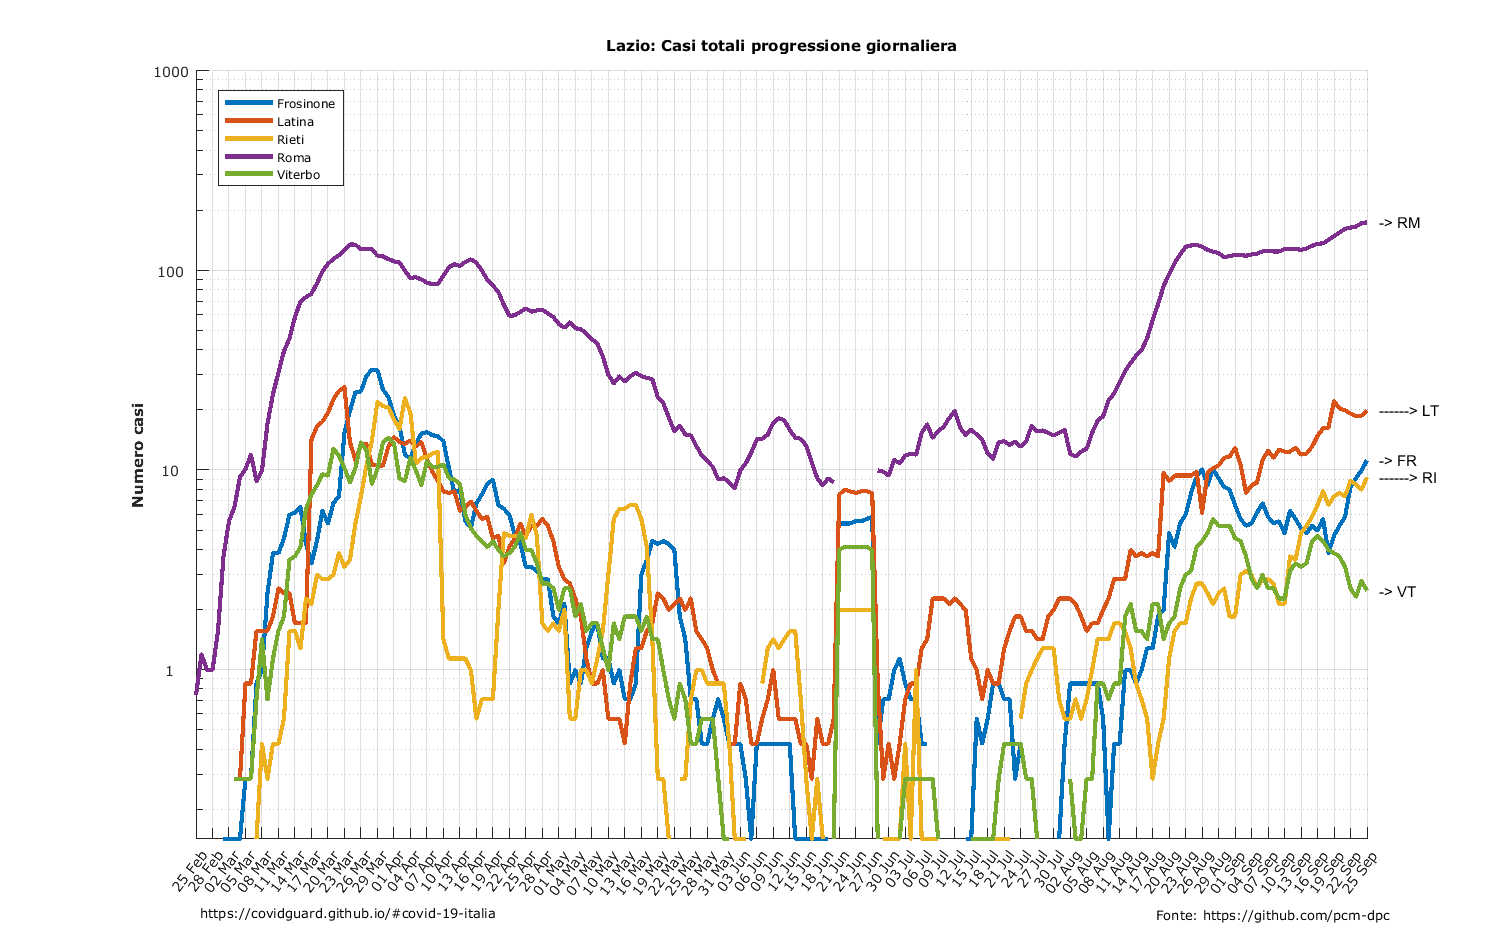 Lazio: Casi totali progressione giornaliera
1000
100
10
1
Numero casi
Frosinone
Latina
Rieti
Roma
Viterbo
-> RM
------> LT
-> FR
------> RI
-> VT
25 Feb
28 Feb
02 Mar
05 Mar
08 Mar
11 Mar
14 Mar
17 Mar
20 Mar
23 Mar
26 Mar
29 Mar
01 Apr
04 Apr
07 Apr
10 Apr
13 Apr
16 Apr
19 Apr
22 Apr
25 Apr
28 Apr
01 May
04 May
07 May
10 May
13 May
16 May
19 May
22 May
25 May
28 May
31 May
03 Jun
06 Jun
09 Jun
12 Jun
15 Jun
18 Jun
21 Jun
24 Jun
27 Jun
30 Jun
03 Jul
06 Jul
09 Jul
12 Jul
15 Jul
18 Jul
21 Jul
24 Jul
27 Jul
30 Jul
02 Aug
05 Aug
08 Aug
11 Aug
14 Aug
17 Aug
20 Aug
23 Aug
26 Aug
29 Aug
01 Sep
04 Sep
07 Sep
10 Sep
13 Sep
16 Sep
19 Sep
22 Sep
25 Sep
https://covidguard.github.io/#covid-19-italia
Fonte: https://github.com/pcm-dpc